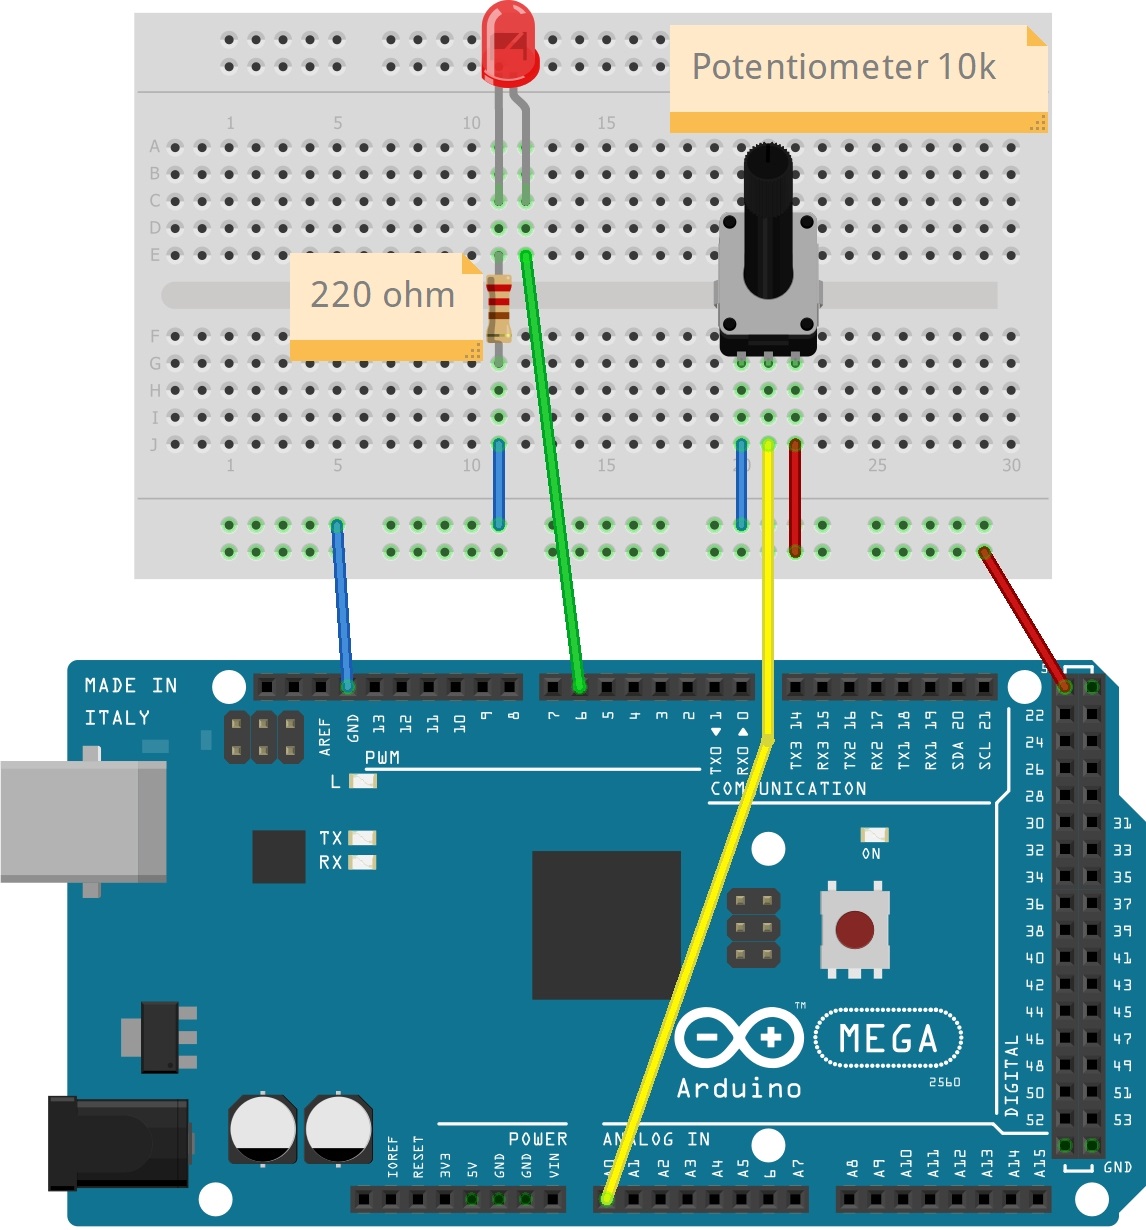 Potentiometer 10k
1 5 10 15
A
B
C
D
E
220 ohm
F
G
H
I
J
1 5 10 15 20 25 30
MADE IN
ITALY
AREF GND 13 12 11 10 9 8
7 6 5 4 3 2 TX0 1 RX0 0
TX3 14 RX3 15 TX2 16 RX2 17 TX1 18 RX1 19 SDA 20 SCL 21
PWM
COMMUNICATION
L
TX
RX
ON
5
22
24
26
28
30 31
32 33
34 35
36 37
38 39
40 41
42 43
44 45
46 47
48 49
50 51
52 53
DIGITAL
GND
TM
MEGA
2560
Arduino
POWER
ANALOG IN
IOREF RESET 3V3 5V GND GND VIN
A0 A1 A2 A3 A4 A5 A7
A8 A9 A10 A11 A12 A13 A14 A15